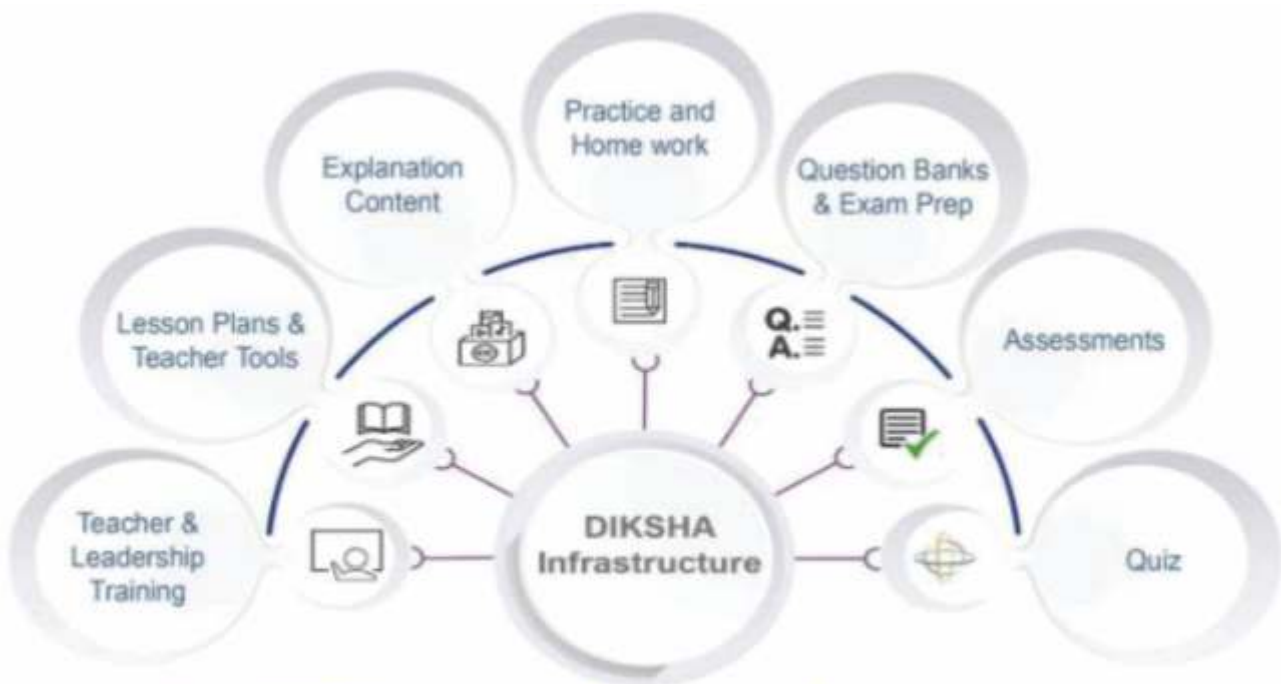 Practice and
Home work
Explanation
Content
Question Banks
& Exam Prep
Lesson Plans &
Teacher Tools
Q.
A.
Assessments
Teacher &
Leadership
Training
DIKSHA
Infrastructure
Quiz